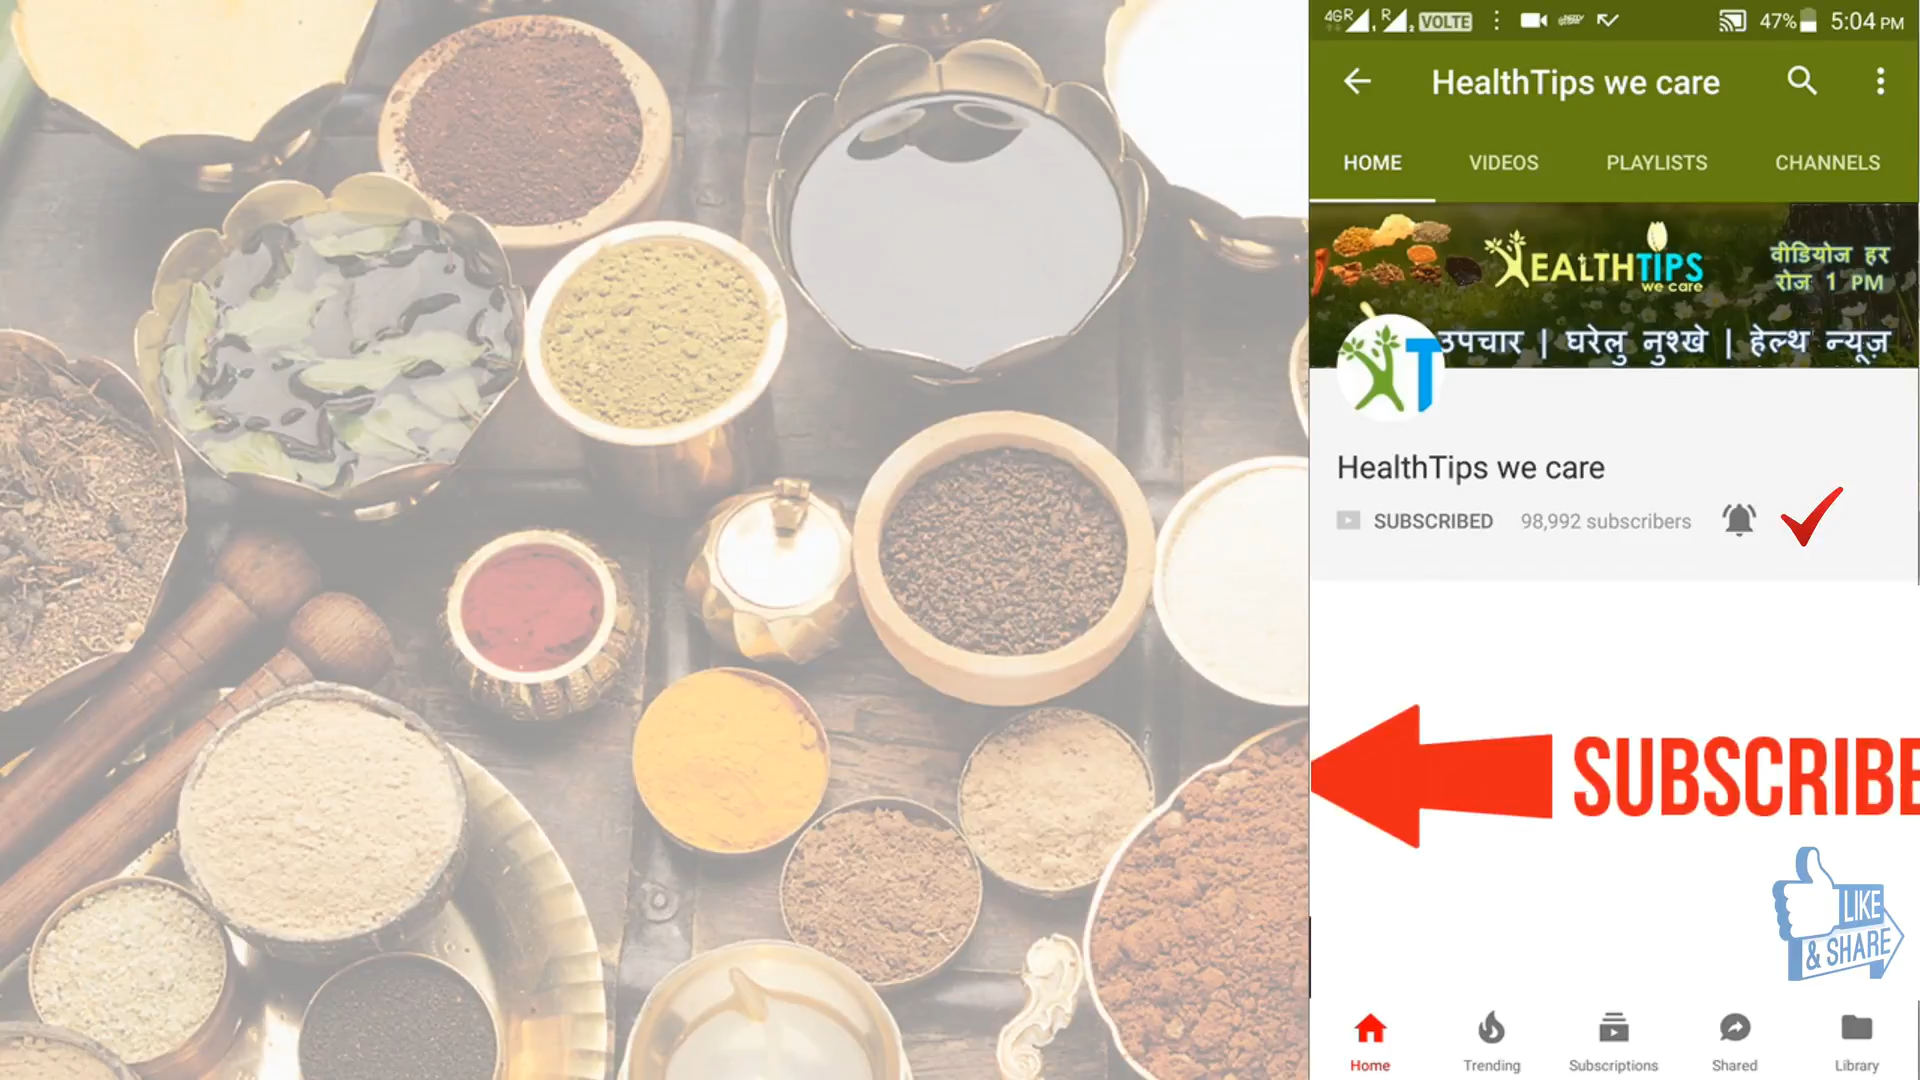 4G R R VOLTE 47% 5:04 PM
HealthTips we care
HOME VIDEOS PLAYLISTS CHANNELS
HEALTHTIPS
we care
वीडियोज हर
रोज 1 PM
उपचार | घरेलु नुश्खे | हेल्थ न्यूज़
T
HealthTips we care
SUBSCRIBED 98,992 subscribers
SUBSCRIBE
LIKE
& SHARE
Home Trending Subscriptions Shared Library